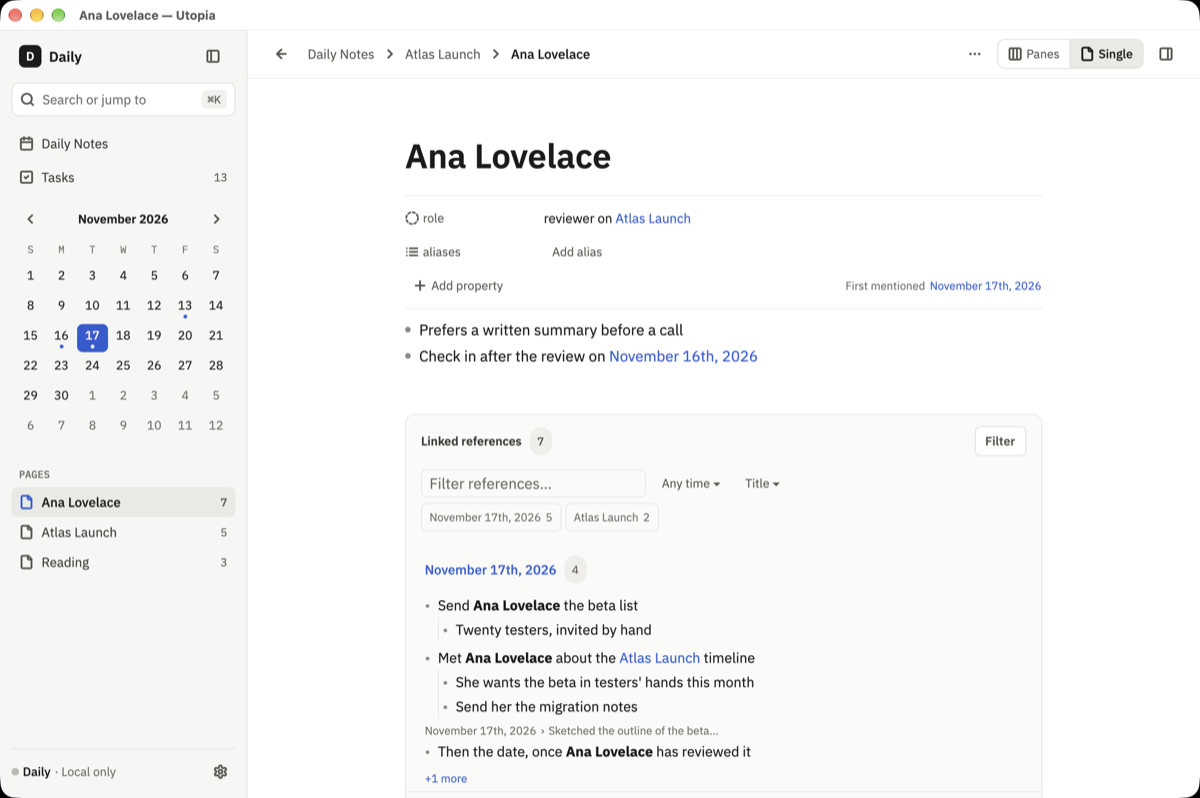 Ana Lovelace — Utopia
D Daily
Search or jump to ⌘K
Daily Notes
Tasks 13
November 2026
S M T W T F S
1 2 3 4 5 6 7
8 9 10 11 12 13 14
15 16 17 18 19 20 21
22 23 24 25 26 27 28
29 30 1 2 3 4 5
6 7 8 9 10 11 12
PAGES
Ana Lovelace 7
Atlas Launch 5
Reading 3
Daily · Local only
Daily Notes > Atlas Launch > Ana Lovelace
··· Panes Single
Ana Lovelace
role reviewer on Atlas Launch
aliases Add alias
+ Add property First mentioned November 17th, 2026
• Prefers a written summary before a call
• Check in after the review on November 16th, 2026
Linked references 7 Filter
Filter references... Any time Title
November 17th, 2026 5 Atlas Launch 2
November 17th, 2026 4
• Send Ana Lovelace the beta list
• Twenty testers, invited by hand
• Met Ana Lovelace about the Atlas Launch timeline
• She wants the beta in testers' hands this month
• Send her the migration notes
November 17th, 2026 › Sketched the outline of the beta...
• Then the date, once Ana Lovelace has reviewed it
+1 more